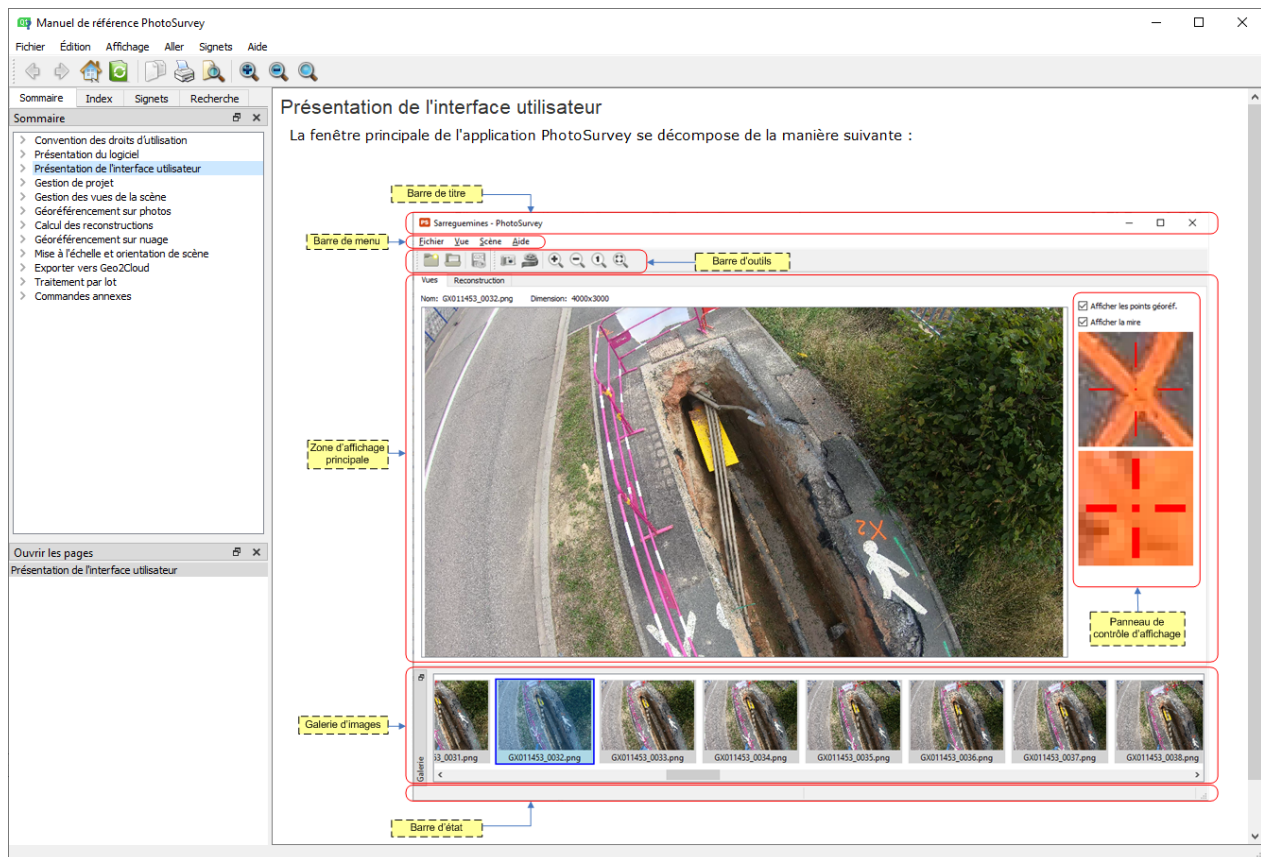 Manuel de référence PhotoSurvey
Fichier Édition Affichage Aller Signets Aide
Sommaire Index Signets Recherche
Sommaire
Convention des droits d'utilisation
Présentation du logiciel
Présentation de l'interface utilisateur
Gestion de projet
Gestion des vues de la scène
Géoréférencement sur photos
Calcul des reconstructions
Géoréférencement sur nuage
Mise à l'échelle et orientation de scène
Exporter vers Geo2Cloud
Traitement par lot
Commandes annexes
Ouvrir les pages
Présentation de l'interface utilisateur
Présentation de l'interface utilisateur
La fenêtre principale de l'application PhotoSurvey se décompose de la manière suivante :
Barre de titre
Sarreguemines - PhotoSurvey
Barre de menu
Fichier Vue Scène Aide
Barre d'outils
Vues Reconstruction
Nom: GX011453_0032.png Dimension: 4000x3000
Afficher les points géoréf.
Afficher la mire
Zone d'affichage
principale
X2
Panneau de
contrôle d'affichage
Galerie d'images
Galerie
53_0031.png GX011453_0032.png GX011453_0033.png GX011453_0034.png GX011453_0035.png GX011453_0036.png GX011453_0037.png GX011453_0038.png
Barre d'état